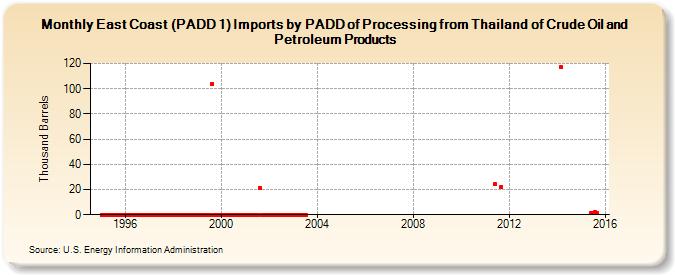 Monthly East Coast (PADD 1) Imports by PADD of Processing from Thailand of Crude Oil and
Petroleum Products
Thousand Barrels
120
100
80
60
40
20
0
1996 2000 2004 2008 2012 2016
Source: U.S. Energy Information Administration